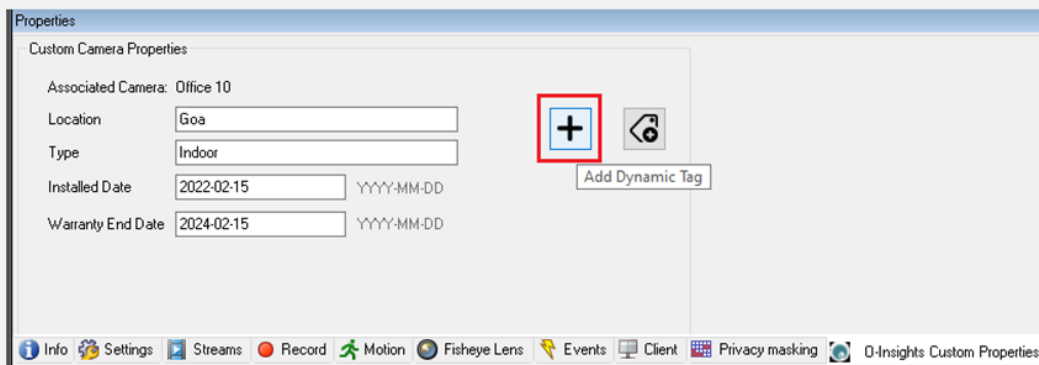 Properties
Custom Camera Properties
Associated Camera: Office 10
Location Goa
Type Indoor
Add Dynamic Tag
Installed Date 2022-02-15 YYYY-MM-DD
Warranty End Date 2024-02-15 YYYY-MM-DD
Info Settings Streams Record Motion Fisheye Lens Events Client Privacy masking O-Insights Custom Properties